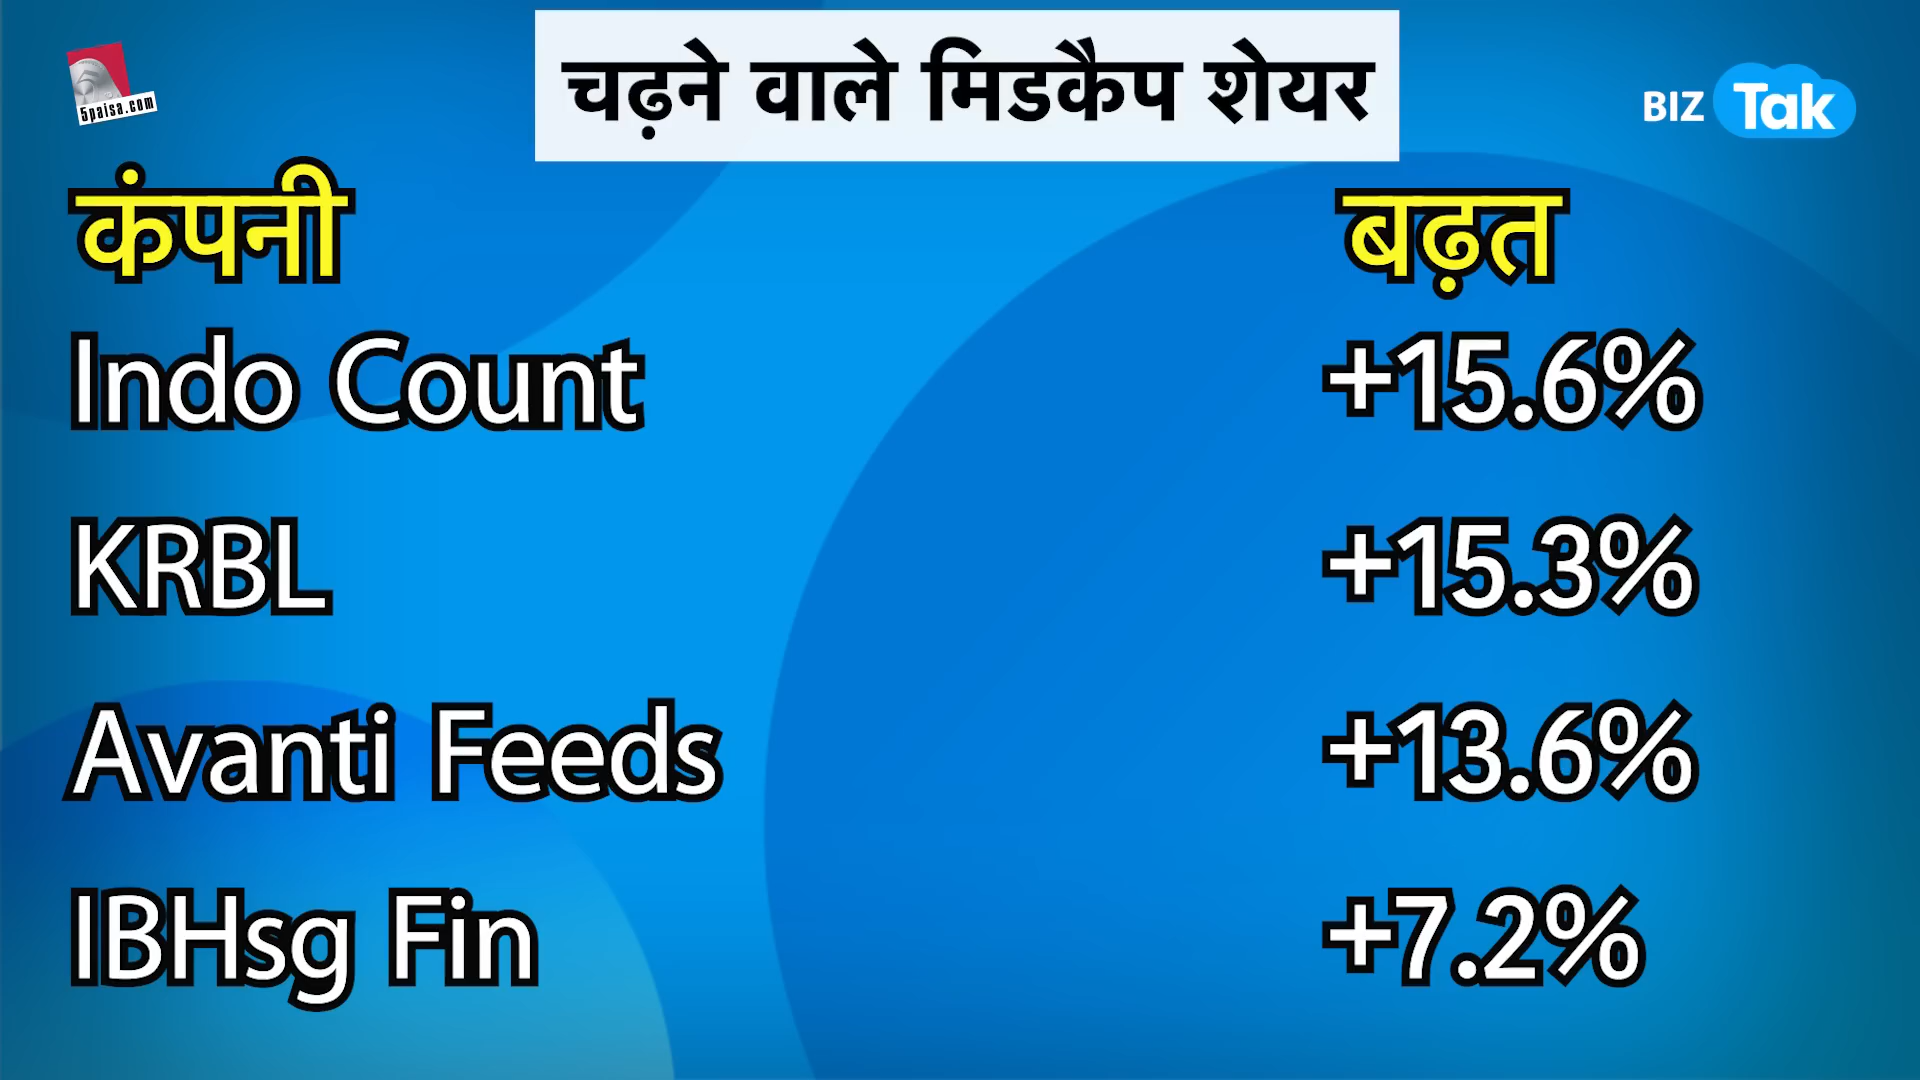 चढ़ने वाले मिडकैप शेयर
5paisa.com
BIZ Tak
कंपनी बढ़त
Indo Count +15.6%
KRBL +15.3%
Avanti Feeds +13.6%
IBHsg Fin +7.2%